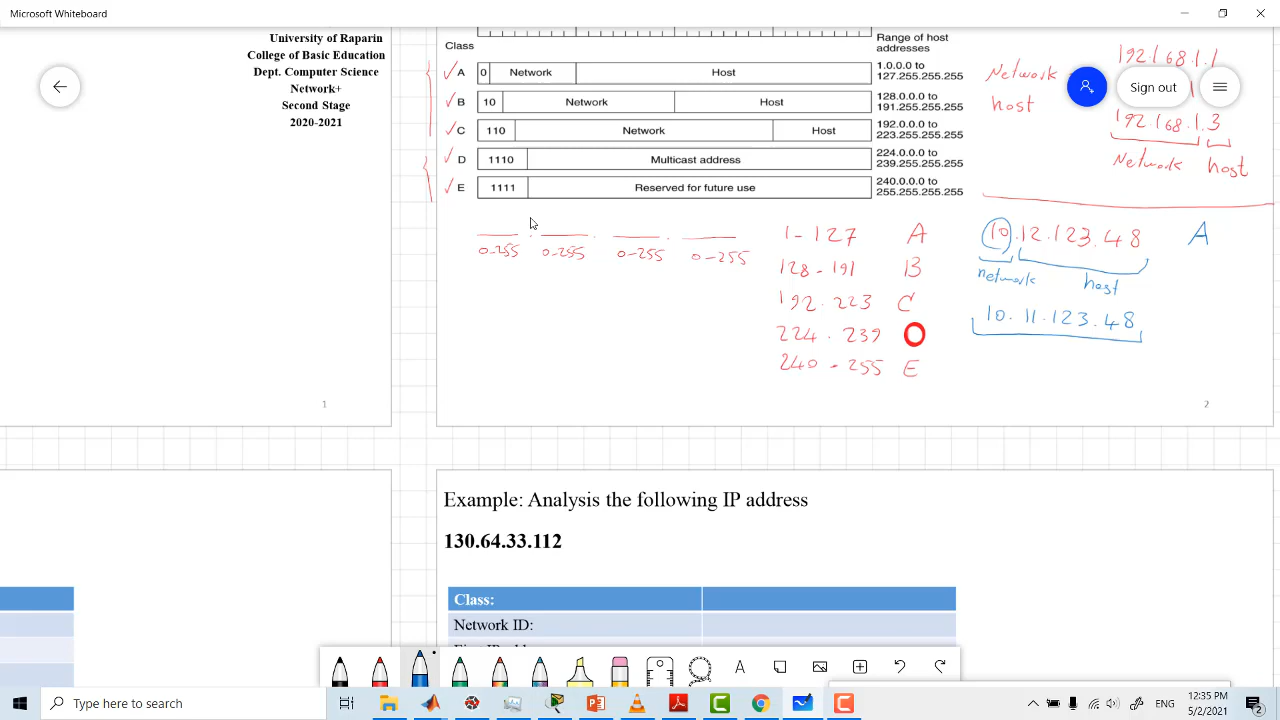 Microsoft Whiteboard
University of Raparin
College of Basic Education
Dept. Computer Science
Network+
Second Stage
2020-2021
1
Class
Range of host
addresses
A 0 Network Host 1.0.0.0 to
127.255.255.255
B 10 Network Host 128.0.0.0 to
191.255.255.255
C 110 Network Host 192.0.0.0 to
223.255.255.255
D 1110 Multicast address 224.0.0.0 to
239.255.255.255
E 1111 Reserved for future use 240.0.0.0 to
255.255.255.255
Network
host
192.168.1.1
Sign out
1
192.168.1.3
Network host
0-255 . 0-255 . 0-255 . 0-255
1-127 A
128-191 B
192-223 C
224-239
240-255 E
10.12.123.48 A
network host
10.11.123.48
2
Example: Analysis the following IP address
130.64.33.112
Class:
Network ID:
A
Type here to search
ENG
12:35 PM
5/2/2021
2